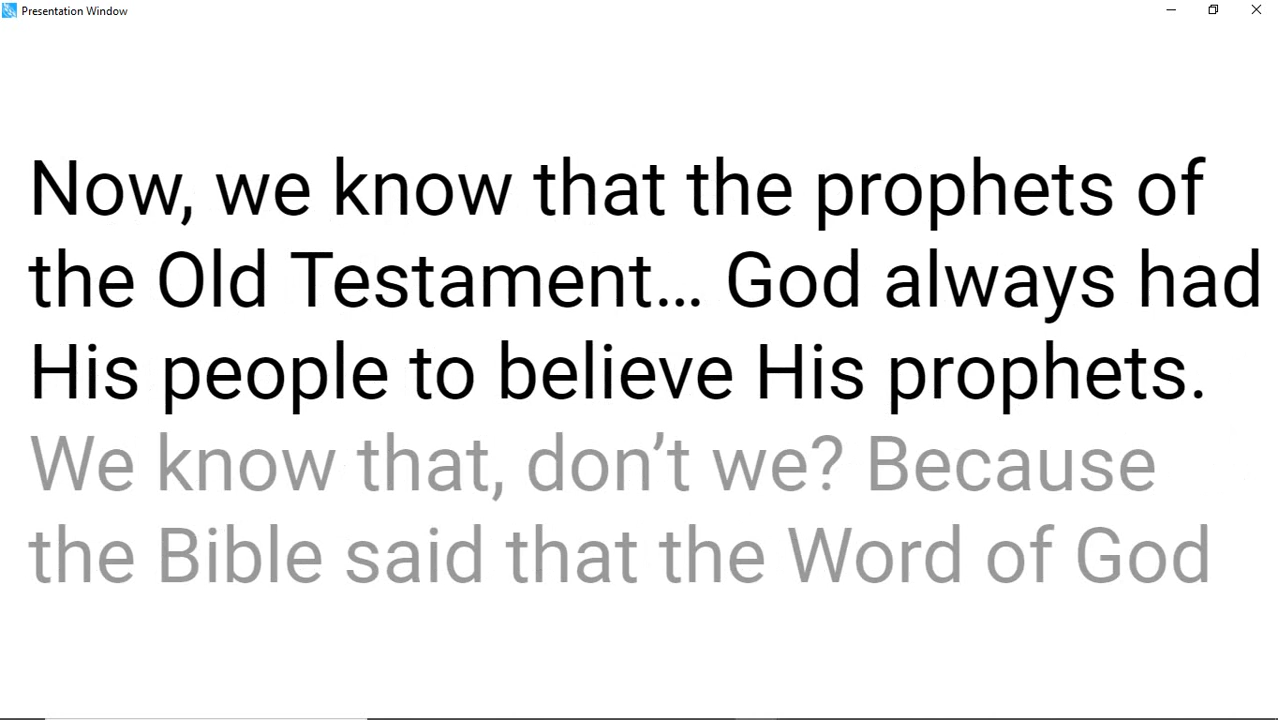 Presentation Window
Now, we know that the prophets of
the Old Testament… God always had
His people to believe His prophets.
We know that, don’t we? Because
the Bible said that the Word of God